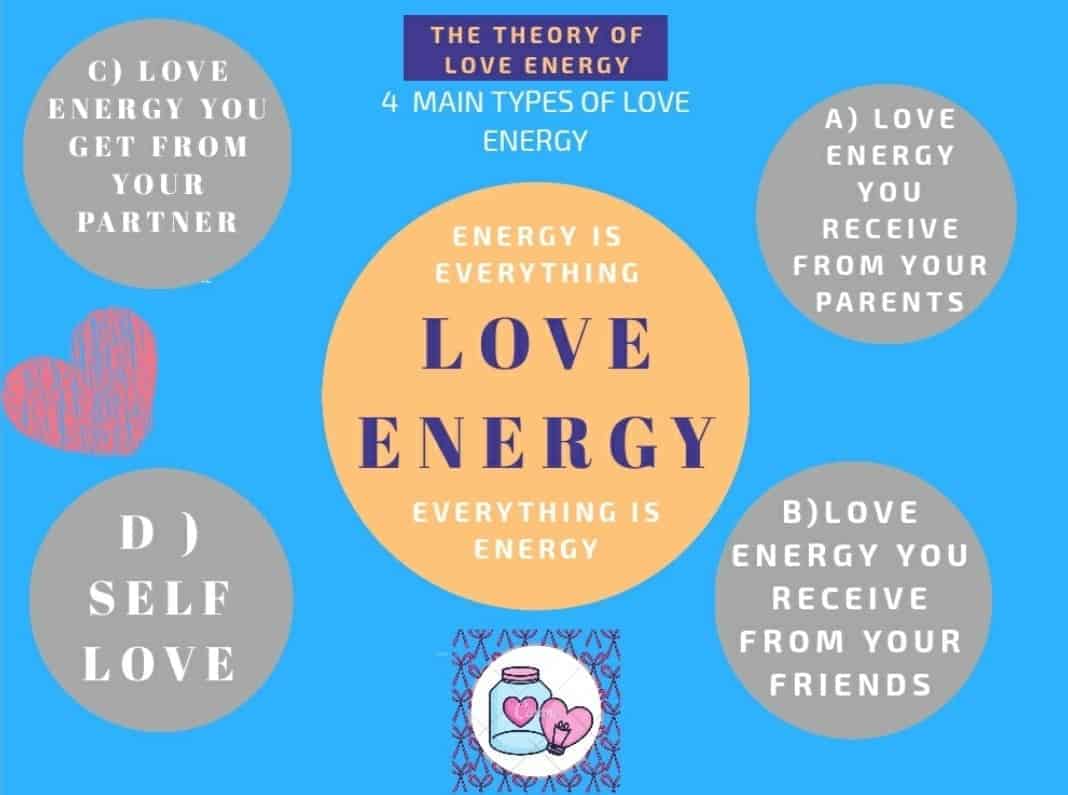 THE THEORY OF
LOVE ENERGY
4 MAIN TYPES OF LOVE
ENERGY
C) LOVE
ENERGY YOU
GET FROM
YOUR
PARTNER
A) LOVE
ENERGY
YOU
RECEIVE
FROM YOUR
PARENTS
ENERGY IS
EVERYTHING
LOVE
ENERGY
EVERYTHING IS
ENERGY
D )
SELF
LOVE
B)LOVE
ENERGY YOU
RECEIVE
FROM YOUR
FRIENDS